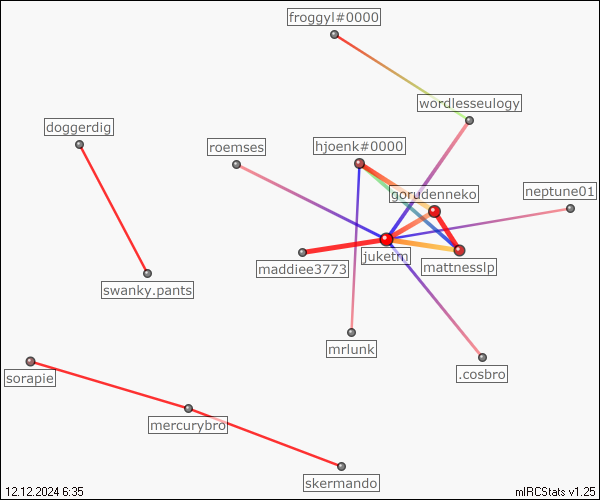 froggyl#0000
wordlesseulogy
doggerdig
roemses
hjoenk#0000
gorudenneko
neptune01
maddiee3773
juketm
mattnesslp
swanky.pants
mrlunk
.cosbro
sorapie
mercurybro
skermando
12.12.2024 6:35
mIRCStats v1.25